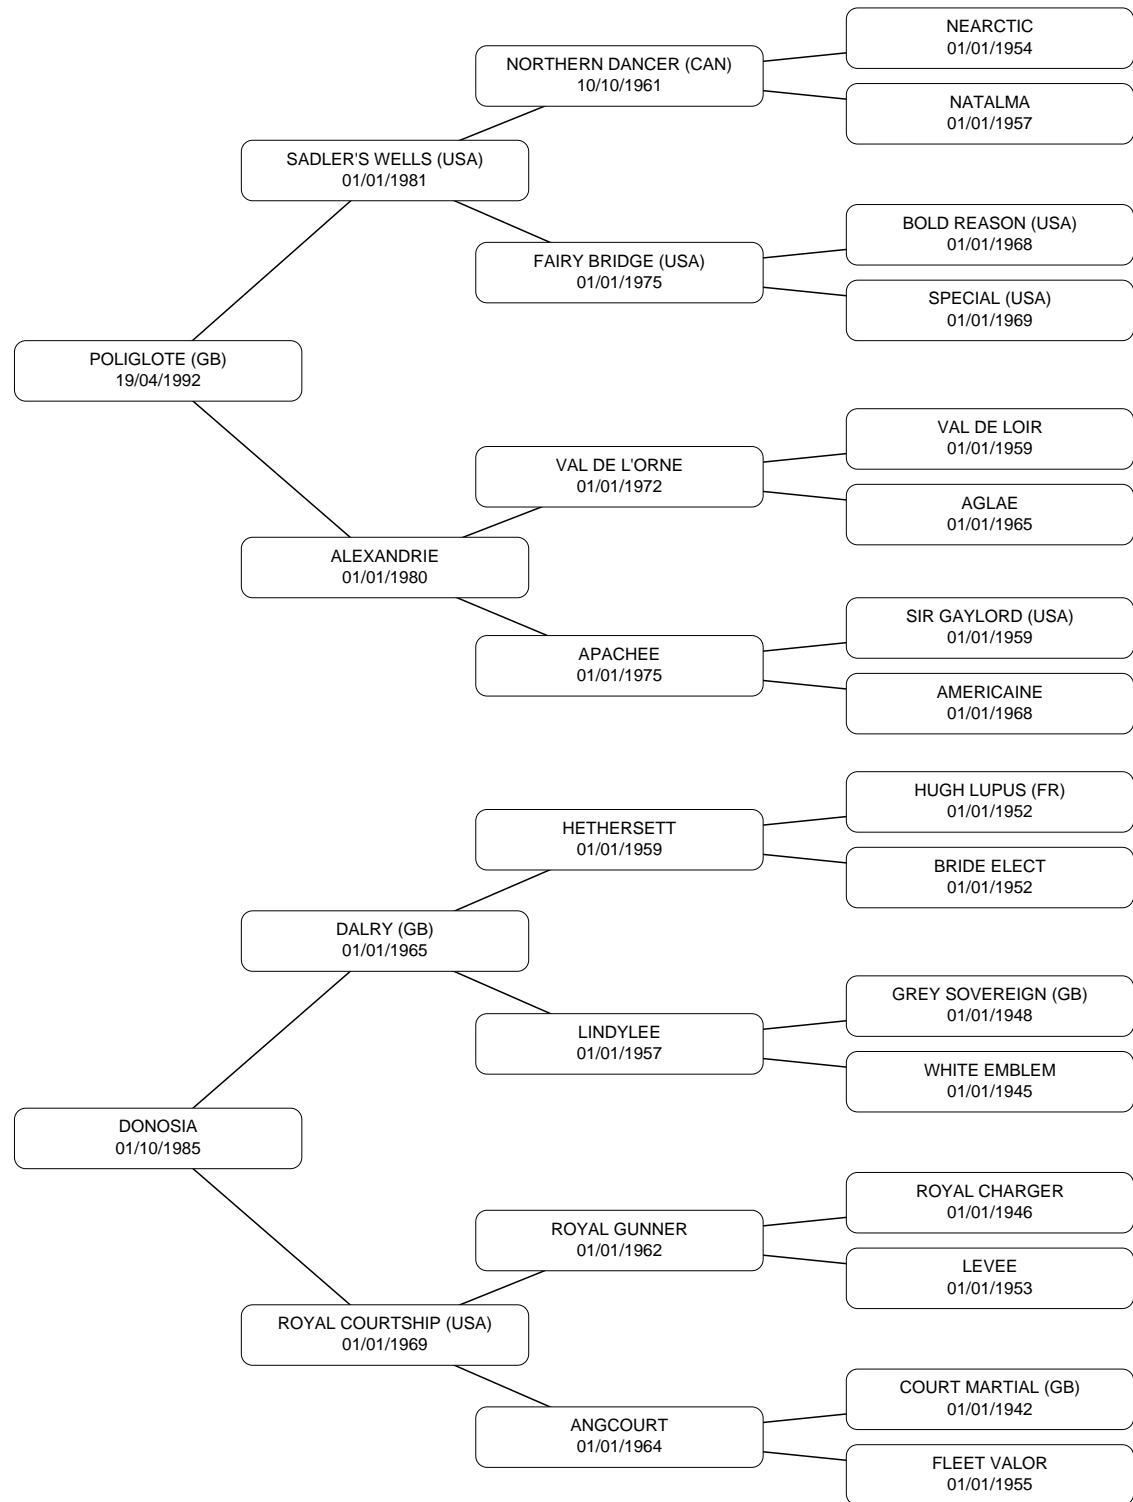 NEARCTIC
01/01/1954
NORTHERN DANCER (CAN)
10/10/1961
NATALMA
01/01/1957
SADLER'S WELLS (USA)
01/01/1981
BOLD REASON (USA)
01/01/1968
FAIRY BRIDGE (USA)
01/01/1975
SPECIAL (USA)
01/01/1969
POLIGLOTE (GB)
19/04/1992
VAL DE LOIR
01/01/1959
VAL DE L'ORNE
01/01/1972
AGLAE
01/01/1965
ALEXANDRIE
01/01/1980
SIR GAYLORD (USA)
01/01/1959
APACHEE
01/01/1975
AMERICAINE
01/01/1968
HUGH LUPUS (FR)
01/01/1952
HETHERSETT
01/01/1959
BRIDE ELECT
01/01/1952
DALRY (GB)
01/01/1965
GREY SOVEREIGN (GB)
01/01/1948
LINDYLEE
01/01/1957
WHITE EMBLEM
01/01/1945
DONOSIA
01/10/1985
ROYAL CHARGER
01/01/1946
ROYAL GUNNER
01/01/1962
LEVEE
01/01/1953
ROYAL COURTSHIP (USA)
01/01/1969
COURT MARTIAL (GB)
01/01/1942
ANGCOURT
01/01/1964
FLEET VALOR
01/01/1955